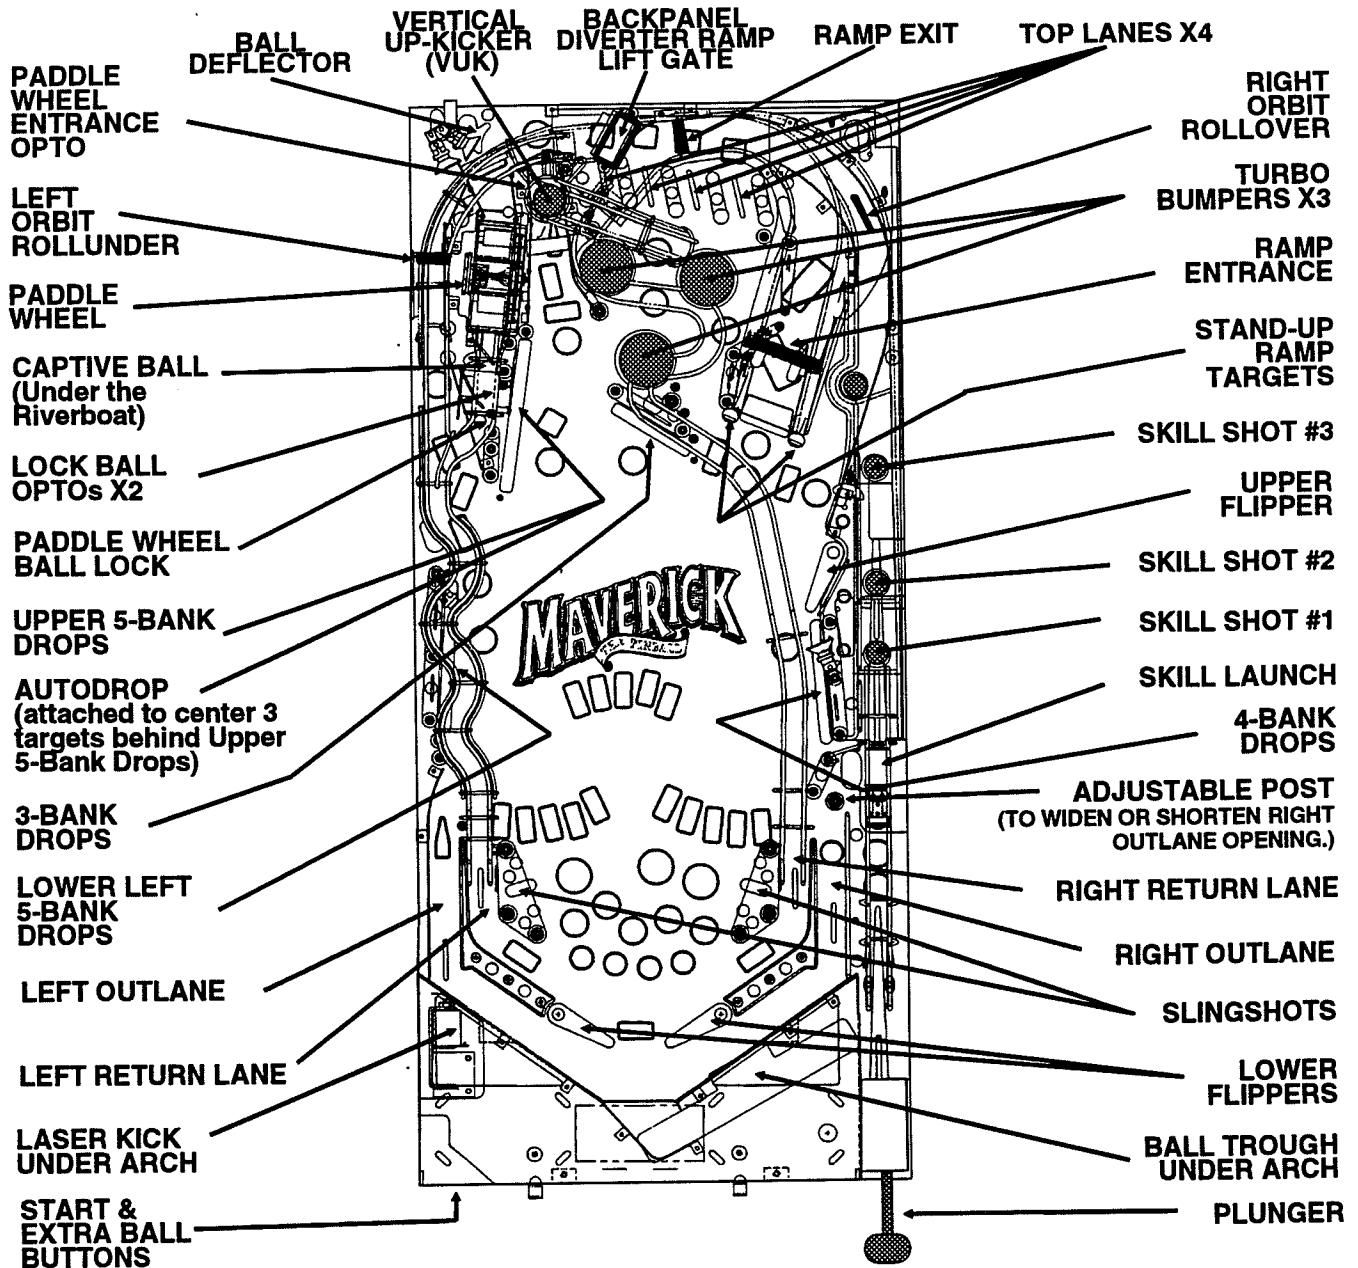 BALL
DEFLECTOR
VERTICAL
UP-KICKER
(VUK)
BACKPANEL
DIVERTER RAMP
LIFT GATE
RAMP EXIT
TOP LANES X4
PADDLE
WHEEL
ENTRANCE
OPTO
LEFT
ORBIT
ROLLUNDER
PADDLE
WHEEL
CAPTIVE BALL
(Under the
Riverboat)
LOCK BALL
OPTOs X2
PADDLE WHEEL
BALL LOCK
UPPER 5-BANK
DROPS
AUTODROP
(attached to center 3
targets behind Upper
5-Bank Drops)
3-BANK
DROPS
LOWER LEFT
5-BANK
DROPS
LEFT OUTLANE
LEFT RETURN LANE
LASER KICK
UNDER ARCH
START &
EXTRA BALL
BUTTONS
MAVERICK
THE PINBALL
RIGHT
ORBIT
ROLLOVER
TURBO
BUMPERS X3
RAMP
ENTRANCE
STAND-UP
RAMP
TARGETS
SKILL SHOT #3
UPPER
FLIPPER
SKILL SHOT #2
SKILL SHOT #1
SKILL LAUNCH
4-BANK
DROPS
ADJUSTABLE POST
(TO WIDEN OR SHORTEN RIGHT
OUTLANE OPENING.)
RIGHT RETURN LANE
RIGHT OUTLANE
SLINGSHOTS
LOWER
FLIPPERS
BALL TROUGH
UNDER ARCH
PLUNGER